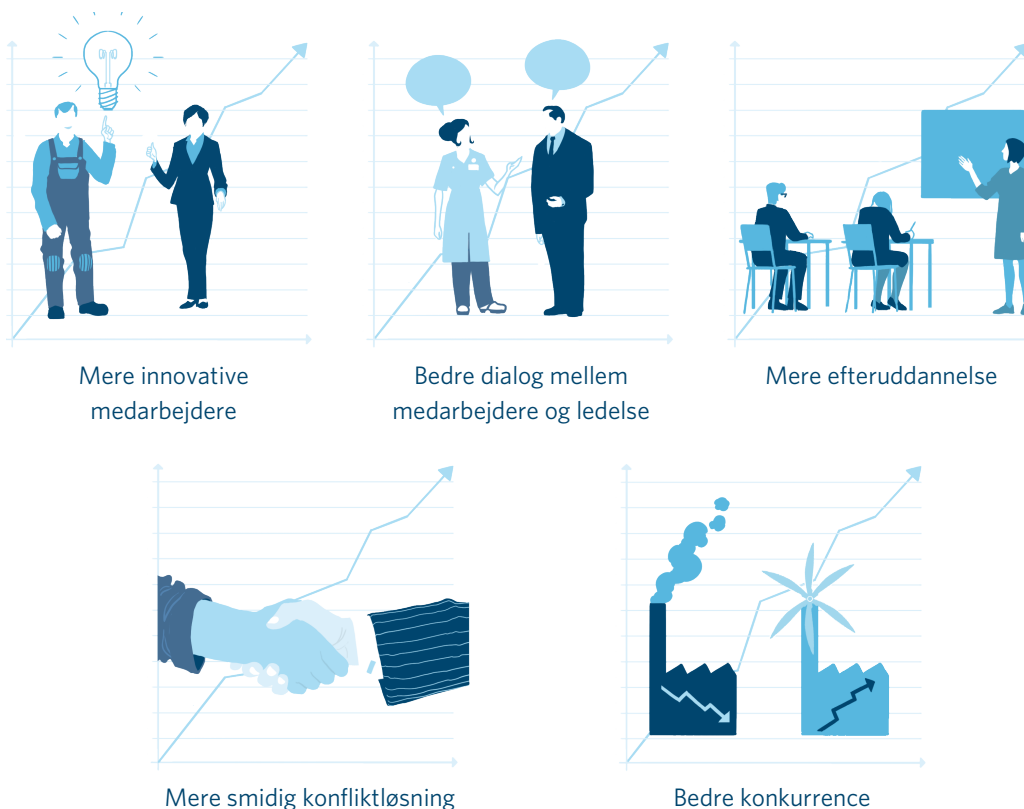 Mere innovative
medarbejdere
Bedre dialog mellem
medarbejdere og ledelse
Mere efteruddannelse
Mere smidig konfliktløsning
Bedre konkurrence